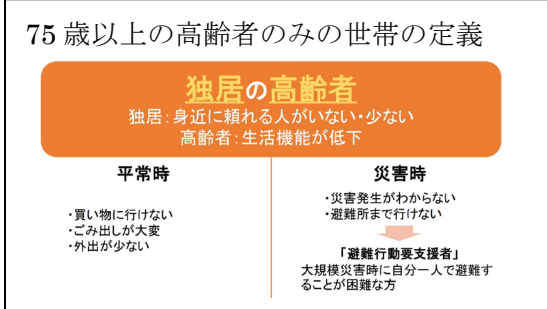 75歳以上の高齢者のみの世帯の定義
独居の高齢者
独居:身近に頼れる人がいない・少ない
高齢者:生活機能が低下
平常時
・買い物に行けない
・ごみ出しが大変
・外出が少ない
災害時
・災害発生がわからない
・避難所まで行けない
「避難行動要支援者」
大規模災害時に自分一人で避難す
ることが困難な方